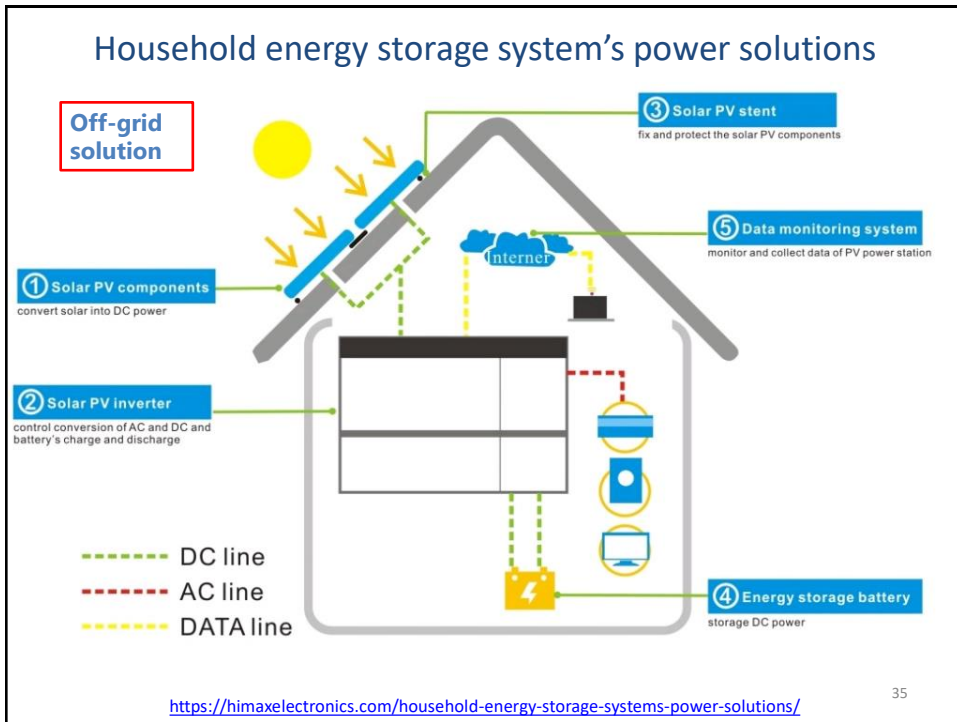 Household energy storage system’s power solutions
Off-grid
solution
③ Solar PV stent
fix and protect the solar PV components
⑤ Data monitoring system
monitor and collect data of PV power station
Interner
① Solar PV components
convert solar into DC power
② Solar PV inverter
control conversion of AC and DC and
battery's charge and discharge
DC line
AC line
DATA line
④ Energy storage battery
storage DC power
https://himaxelectronics.com/household-energy-storage-systems-power-solutions/
35